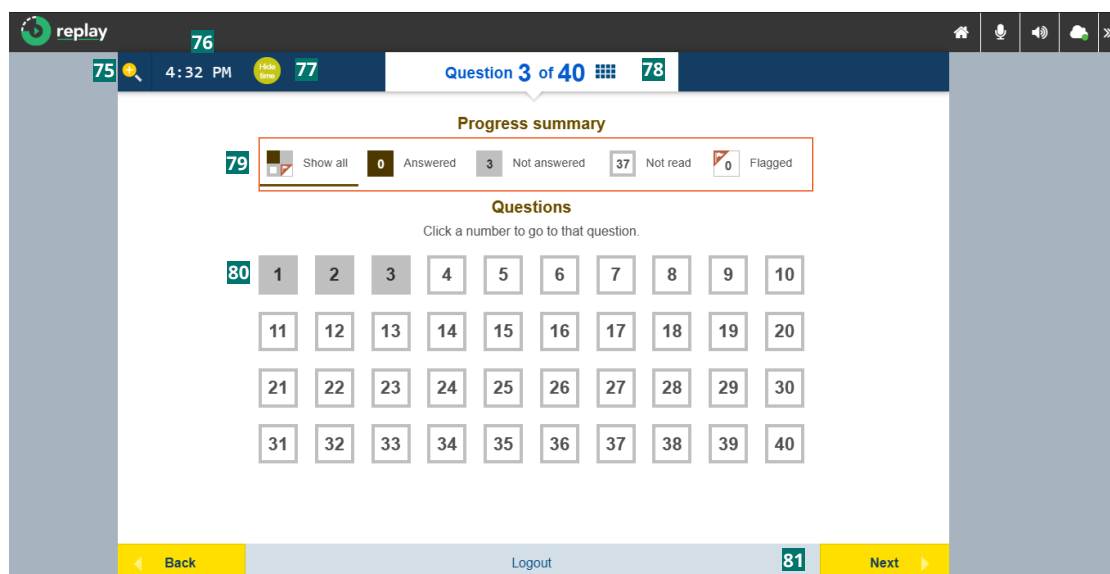 replay
76
75 4:32 PM Hide time 77 Question 3 of 40 78
Progress summary
79 Show all 0 Answered 3 Not answered 37 Not read 0 Flagged
Questions
Click a number to go to that question.
80 1 2 3 4 5 6 7 8 9 10
11 12 13 14 15 16 17 18 19 20
21 22 23 24 25 26 27 28 29 30
31 32 33 34 35 36 37 38 39 40
Back Logout 81 Next